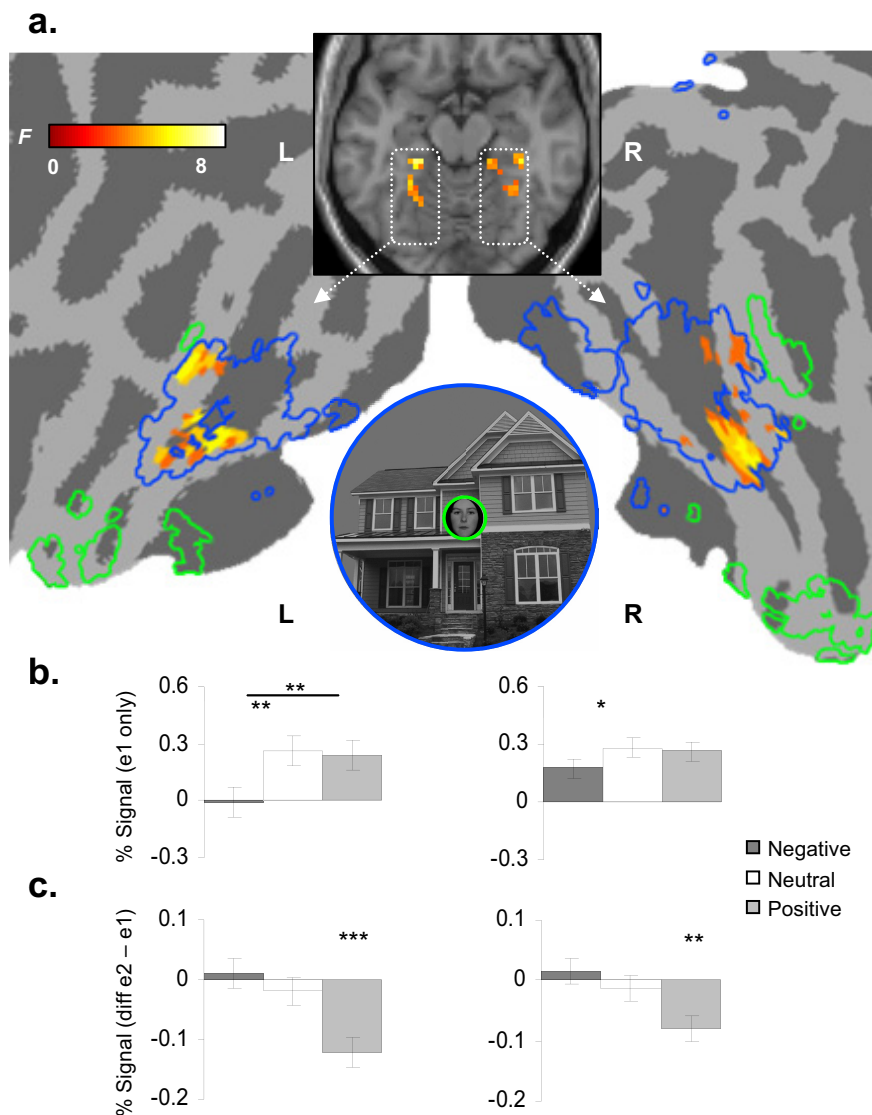 a.
F
0
8
L
R
L
R
b.
% Signal (e1 only)
0.6
0.3
0
-0.3
**
**
0.6
0.3
0
-0.3
*
Negative
Neutral
Positive
c.
% Signal (diff e2 – e1)
0.1
0
-0.1
-0.2
***
0.1
0
-0.1
-0.2
**